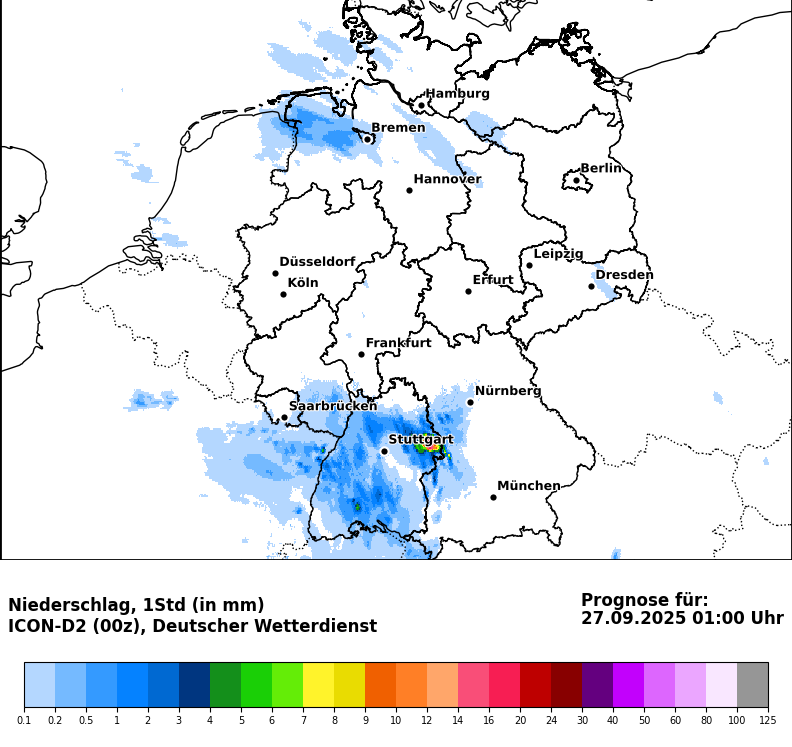 Hamburg
Bremen
Berlin
Hannover
Düsseldorf
Leipzig
Köln
Erfurt
Dresden
Frankfurt
Nürnberg
Saarbrücken
Stuttgart
München
Niederschlag, 1Std (in mm)
ICON-D2 (00z), Deutscher Wetterdienst
Prognose für:
27.09.2025 01:00 Uhr
0.1 0.2 0.5 1 2 3 4 5 6 7 8 9 10 12 14 16 20 24 30 40 50 60 80 100 125